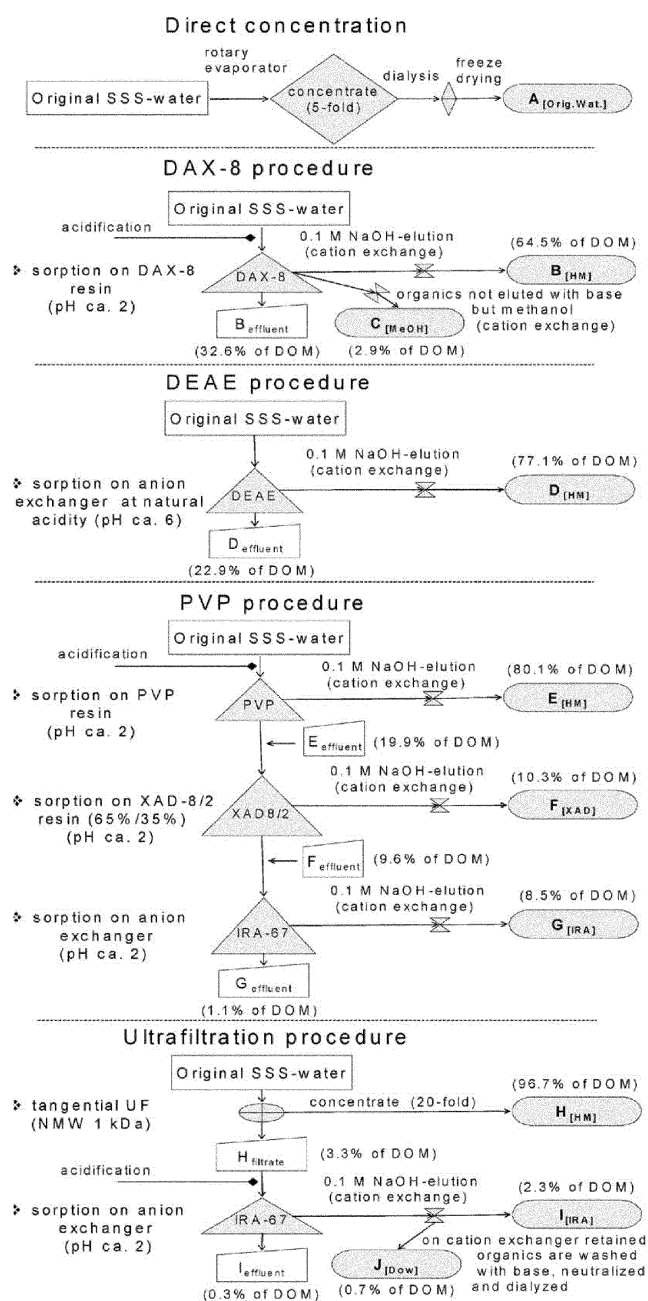 Direct concentration
rotary
evaporator
Original SSS-water
concentrate
(5-fold)
dialysis
freeze
drying
A [Orig.Wat.]
DAX-8 procedure
Original SSS-water
acidification
0.1 M NaOH-elution
(cation exchange)
(64.5% of DOM)
❖ sorption on DAX-8
resin
(pH ca. 2)
DAX-8
B [HM]
organics not eluted with base
but methanol
(cation exchange)
B effluent
C [MeOH]
(32.6% of DOM)
(2.9% of DOM)
DEAE procedure
Original SSS-water
0.1 M NaOH-elution
(cation exchange)
(77.1% of DOM)
❖ sorption on anion
exchanger at natural
acidity (pH ca. 6)
DEAE
D [HM]
D effluent
(22.9% of DOM)
PVP procedure
Original SSS-water
acidification
0.1 M NaOH-elution
(cation exchange)
(80.1% of DOM)
❖ sorption on PVP
resin
(pH ca. 2)
PVP
E [HM]
E effluent
(19.9% of DOM)
0.1 M NaOH-elution
(cation exchange)
(10.3% of DOM)
❖ sorption on XAD-8/2
resin (65%/35%)
(pH ca. 2)
XAD8/2
F [XAD]
F effluent
(9.6% of DOM)
0.1 M NaOH-elution
(cation exchange)
(8.5% of DOM)
❖ sorption on anion
exchanger
(pH ca. 2)
IRA-67
G [IRA]
G effluent
(1.1% of DOM)
Ultrafiltration procedure
Original SSS-water
❖ tangential UF
(NMW 1 kDa)
concentrate (20-fold)
(96.7% of DOM)
H [HM]
H filtrate
(3.3% of DOM)
acidification
0.1 M NaOH-elution
(cation exchange)
(2.3% of DOM)
❖ sorption on anion
exchanger
(pH ca. 2)
IRA-67
I [IRA]
on cation exchanger retained
organics are washed
with base, neutralized
and dialyzed
I effluent
J [Dow]
(0.3% of DOM)
(0.7% of DOM)